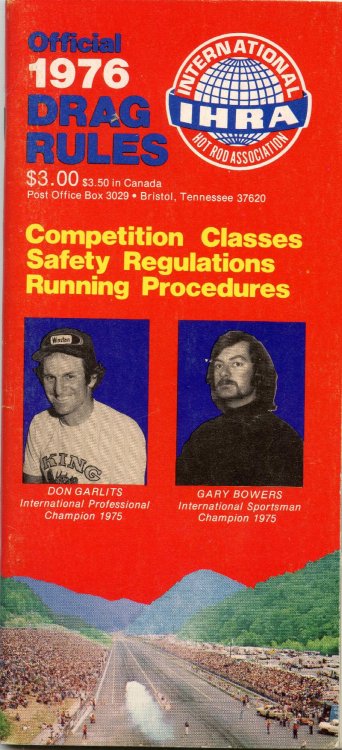 Official
1976
DRAG
RULES
INTERNATIONAL
IHRA
HOT ROD ASSOCIATION
$3.00 $3.50 in Canada
Post Office Box 3029 • Bristol, Tennessee 37620
Competition Classes
Safety Regulations
Running Procedures
Winston
KING
DON GARLITS
International Professional
Champion 1975
GARY BOWERS
International Sportsman
Champion 1975